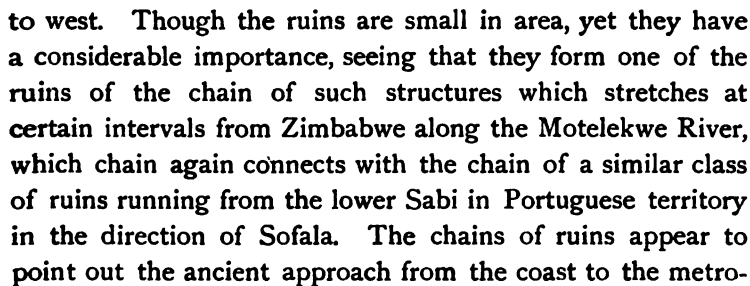 to west. Though the ruins are small in area, yet they have
a considerable importance, seeing that they form one of the
ruins of the chain of such structures which stretches at
certain intervals from Zimbabwe along the Motelekwe River,
which chain again connects with the chain of a similar class
of ruins running from the lower Sabi in Portuguese territory
in the direction of Sofala. The chains of ruins appear to
point out the ancient approach from the coast to the metro-